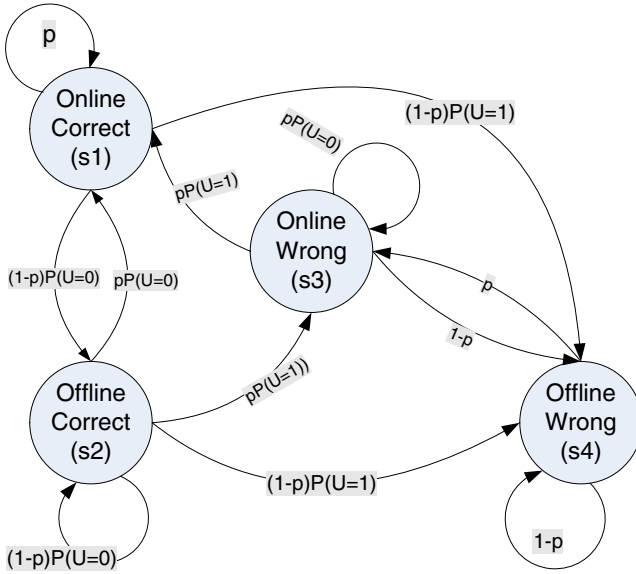 p
Online
Correct
(s1)
(1-p)P(U=1)
pP(U=0)
pP(U=1)
Online
Wrong
(s3)
(1-p)P(U=0)
pP(U=0)
p
1-p
pP(U=1))
Offline
Correct
(s2)
Offline
Wrong
(s4)
(1-p)P(U=1)
(1-p)P(U=0)
1-p